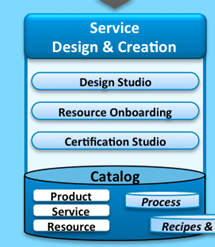 Service
Design & Creation
Design Studio
Resource Onboarding
Certification Studio
Catalog
Product
Service
Resource
Process
Recipes &